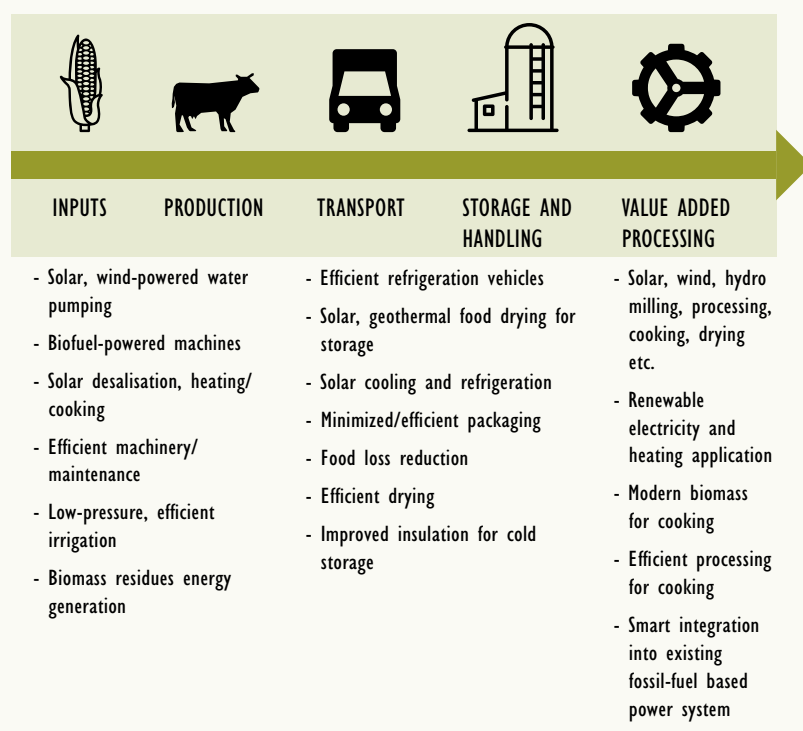 INPUTS
PRODUCTION
TRANSPORT
STORAGE AND
HANDLING
VALUE ADDED
PROCESSING
- Solar, wind-powered water
pumping
- Biofuel-powered machines
- Solar desalisation, heating/
cooking
- Efficient machinery/
maintenance
- Low-pressure, efficient
irrigation
- Biomass residues energy
generation
- Efficient refrigeration vehicles
- Solar, geothermal food drying for
storage
- Solar cooling and refrigeration
- Minimized/efficient packaging
- Food loss reduction
- Efficient drying
- Improved insulation for cold
storage
- Solar, wind, hydro
milling, processing,
cooking, drying
etc.
- Renewable
electricity and
heating application
- Modern biomass
for cooking
- Efficient processing
for cooking
- Smart integration
into existing
fossil-fuel based
power system